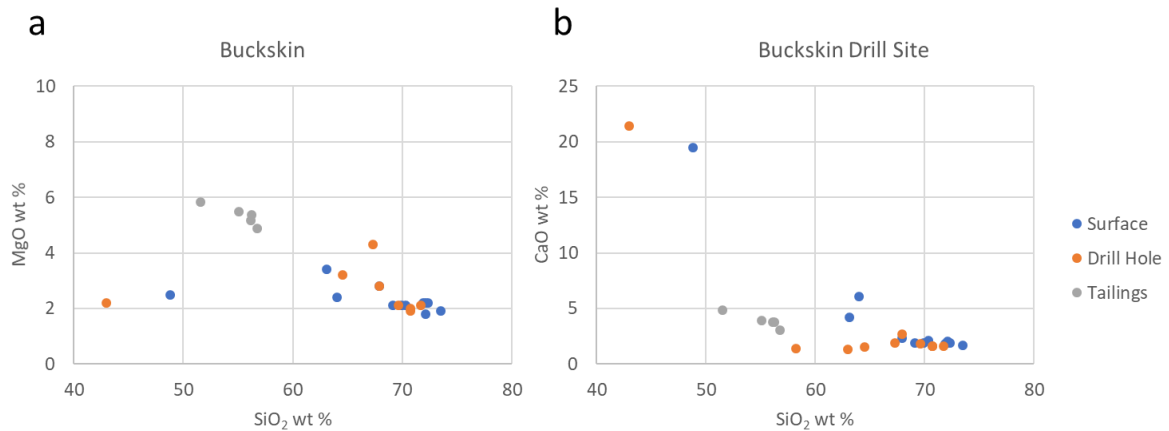 a
Buckskin
10
8
6
4
2
0
MgO wt %
40
50
60
70
80
SiO₂ wt %
b
Buckskin Drill Site
25
20
15
10
5
0
CaO wt %
40
50
60
70
80
SiO₂ wt %
Surface
Drill Hole
Tailings